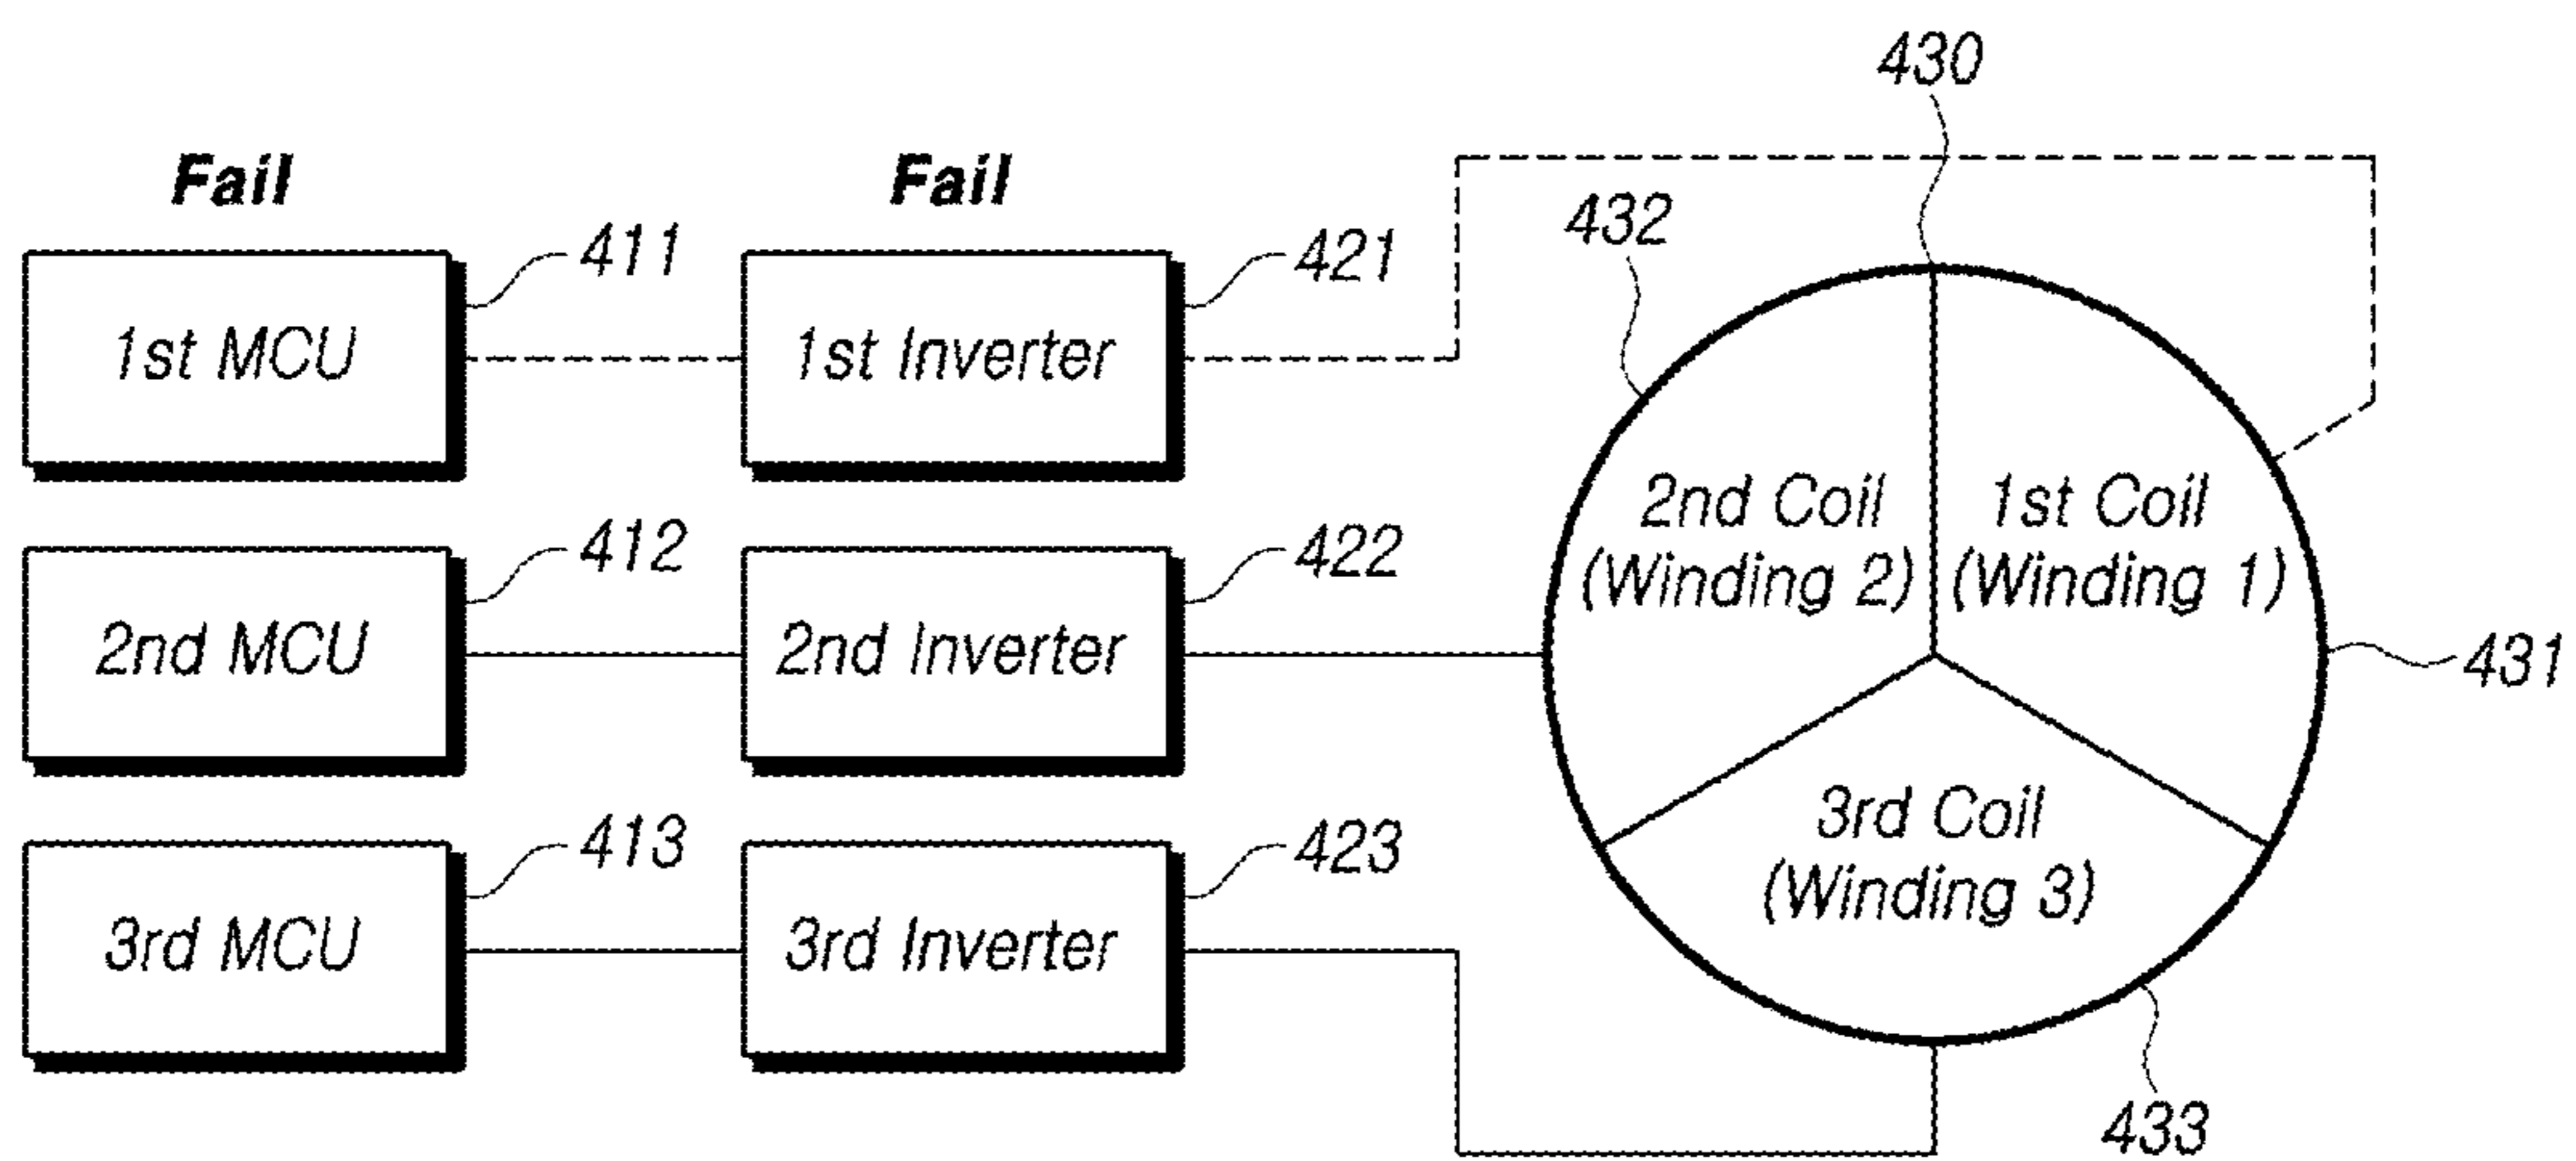 430
Fail
Fail
432
411
421
1st MCU
1st Inverter
2nd Coil
(Winding 2)
1st Coil
(Winding 1)
412
422
2nd MCU
2nd Inverter
431
3rd Coil
(Winding 3)
413
423
3rd MCU
3rd Inverter
433